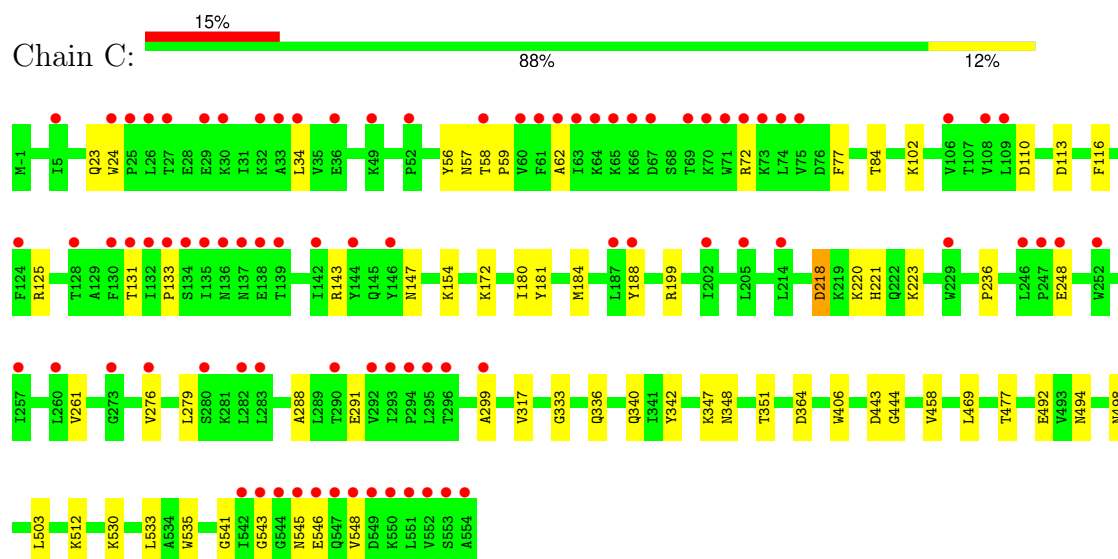 15%
Chain C:
88% 12%
M-1 I5 Q23 W24 P25 L26 T27 E28 E29 K30 I31 K32 A33 L34 V35 E36 K49 P52 Y56 N57 T58 P59 V60 F61 A62 I63 K64 K65 K66 D67 S68 T69 K70 W71 R72 K73 L74 V75 D76 F77 T84 K102 V106 T107 V108 L109 D110 D113 F116
F124 R125 T128 A129 F130 T131 I132 P133 S134 I135 N136 N137 E138 T139 I142 R143 Y144 Q145 Y146 N147 K154 K172 I180 Y181 M184 L187 Y188 R199 I202 L205 L214 D218 K219 K220 H221 Q222 K223 W229 P236 L246 P247 E248 W252
I257 L260 V261 G273 V276 L279 S280 K281 L282 L283 A288 L289 T290 E291 V292 I293 P294 L295 T296 A299 V317 G333 Q336 Q340 I341 Y342 K347 N348 T351 D364 W406 D443 G444 V458 L469 T477 E492 V493 N494 N498
L503 K512 K530 L533 A534 W535 G541 I542 G543 G544 N545 E546 Q547 V548 D549 K550 L551 V552 S553 A554